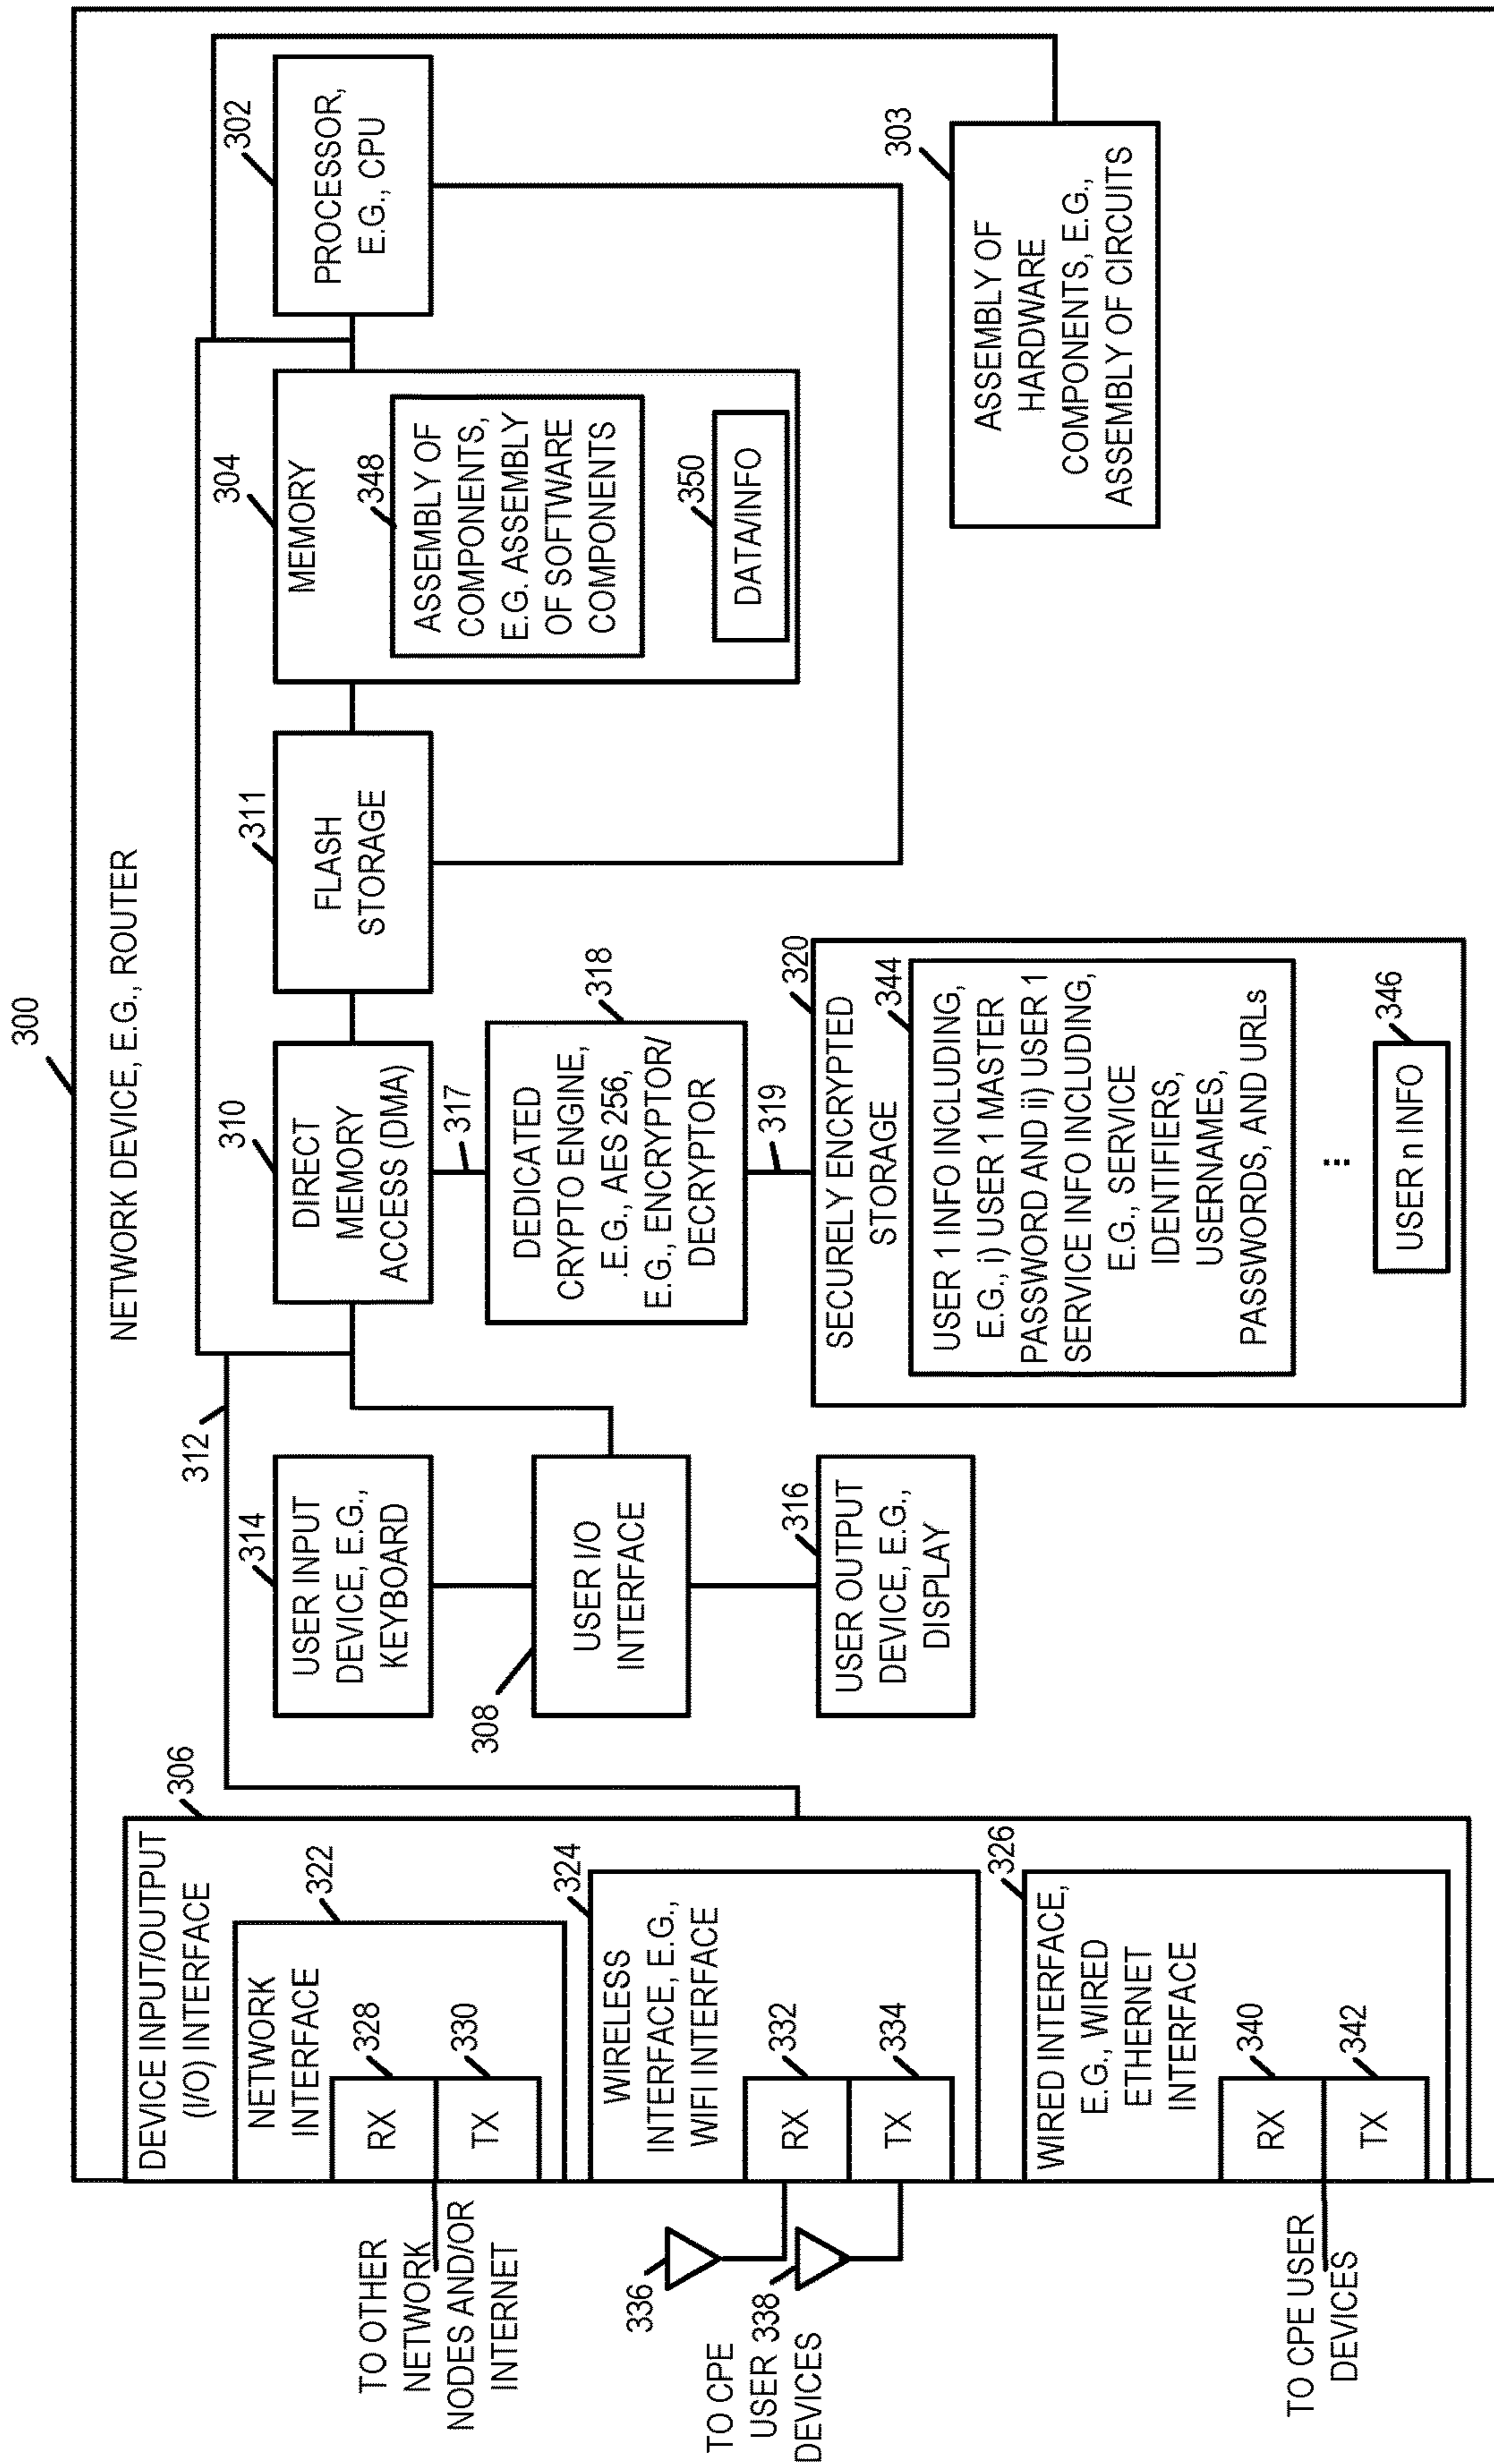 300
NETWORK DEVICE, E.G., ROUTER
306
DEVICE INPUT/OUTPUT
(I/O) INTERFACE
322
NETWORK
INTERFACE
328
RX
330
TX
TO OTHER
NETWORK
NODES AND/OR
INTERNET
324
WIRELESS
INTERFACE, E.G.,
WIFI INTERFACE
332
RX
334
TX
336
338
TO CPE
USER
DEVICES
326
WIRED INTERFACE,
E.G., WIRED
ETHERNET
INTERFACE
340
RX
342
TX
TO CPE USER
DEVICES
312
314
USER INPUT
DEVICE, E.G.,
KEYBOARD
308
USER I/O
INTERFACE
316
USER OUTPUT
DEVICE, E.G.,
DISPLAY
310
DIRECT
MEMORY
ACCESS (DMA)
317
318
DEDICATED
CRYPTO ENGINE,
.E.G., AES 256,
E.G., ENCRYPTOR/
DECRYPTOR
319
320
SECURELY ENCRYPTED
STORAGE
344
USER 1 INFO INCLUDING,
E.G., i) USER 1 MASTER
PASSWORD AND ii) USER 1
SERVICE INFO INCLUDING,
E.G., SERVICE
IDENTIFIERS,
USERNAMES,
PASSWORDS, AND URLs
...
346
USER n INFO
311
FLASH
STORAGE
304
MEMORY
348
ASSEMBLY OF
COMPONENTS,
E.G. ASSEMBLY
OF SOFTWARE
COMPONENTS
350
DATA/INFO
302
PROCESSOR,
E.G., CPU
303
ASSEMBLY OF
HARDWARE
COMPONENTS, E.G.,
ASSEMBLY OF CIRCUITS